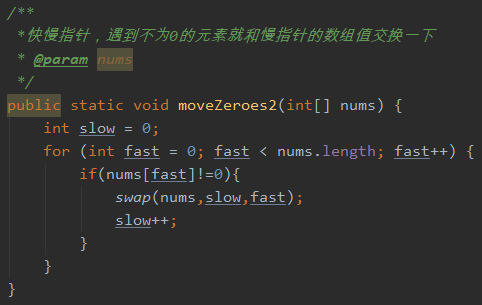 /**
 *快慢指针，遇到不为0的元素就和慢指针的数组值交换一下
 * @param nums
 */
public static void moveZeroes2(int[] nums) {
    int slow = 0;
    for (int fast = 0; fast < nums.length; fast++) {
        if(nums[fast]!=0){
            swap(nums,slow,fast);
            slow++;
        }
    }
}